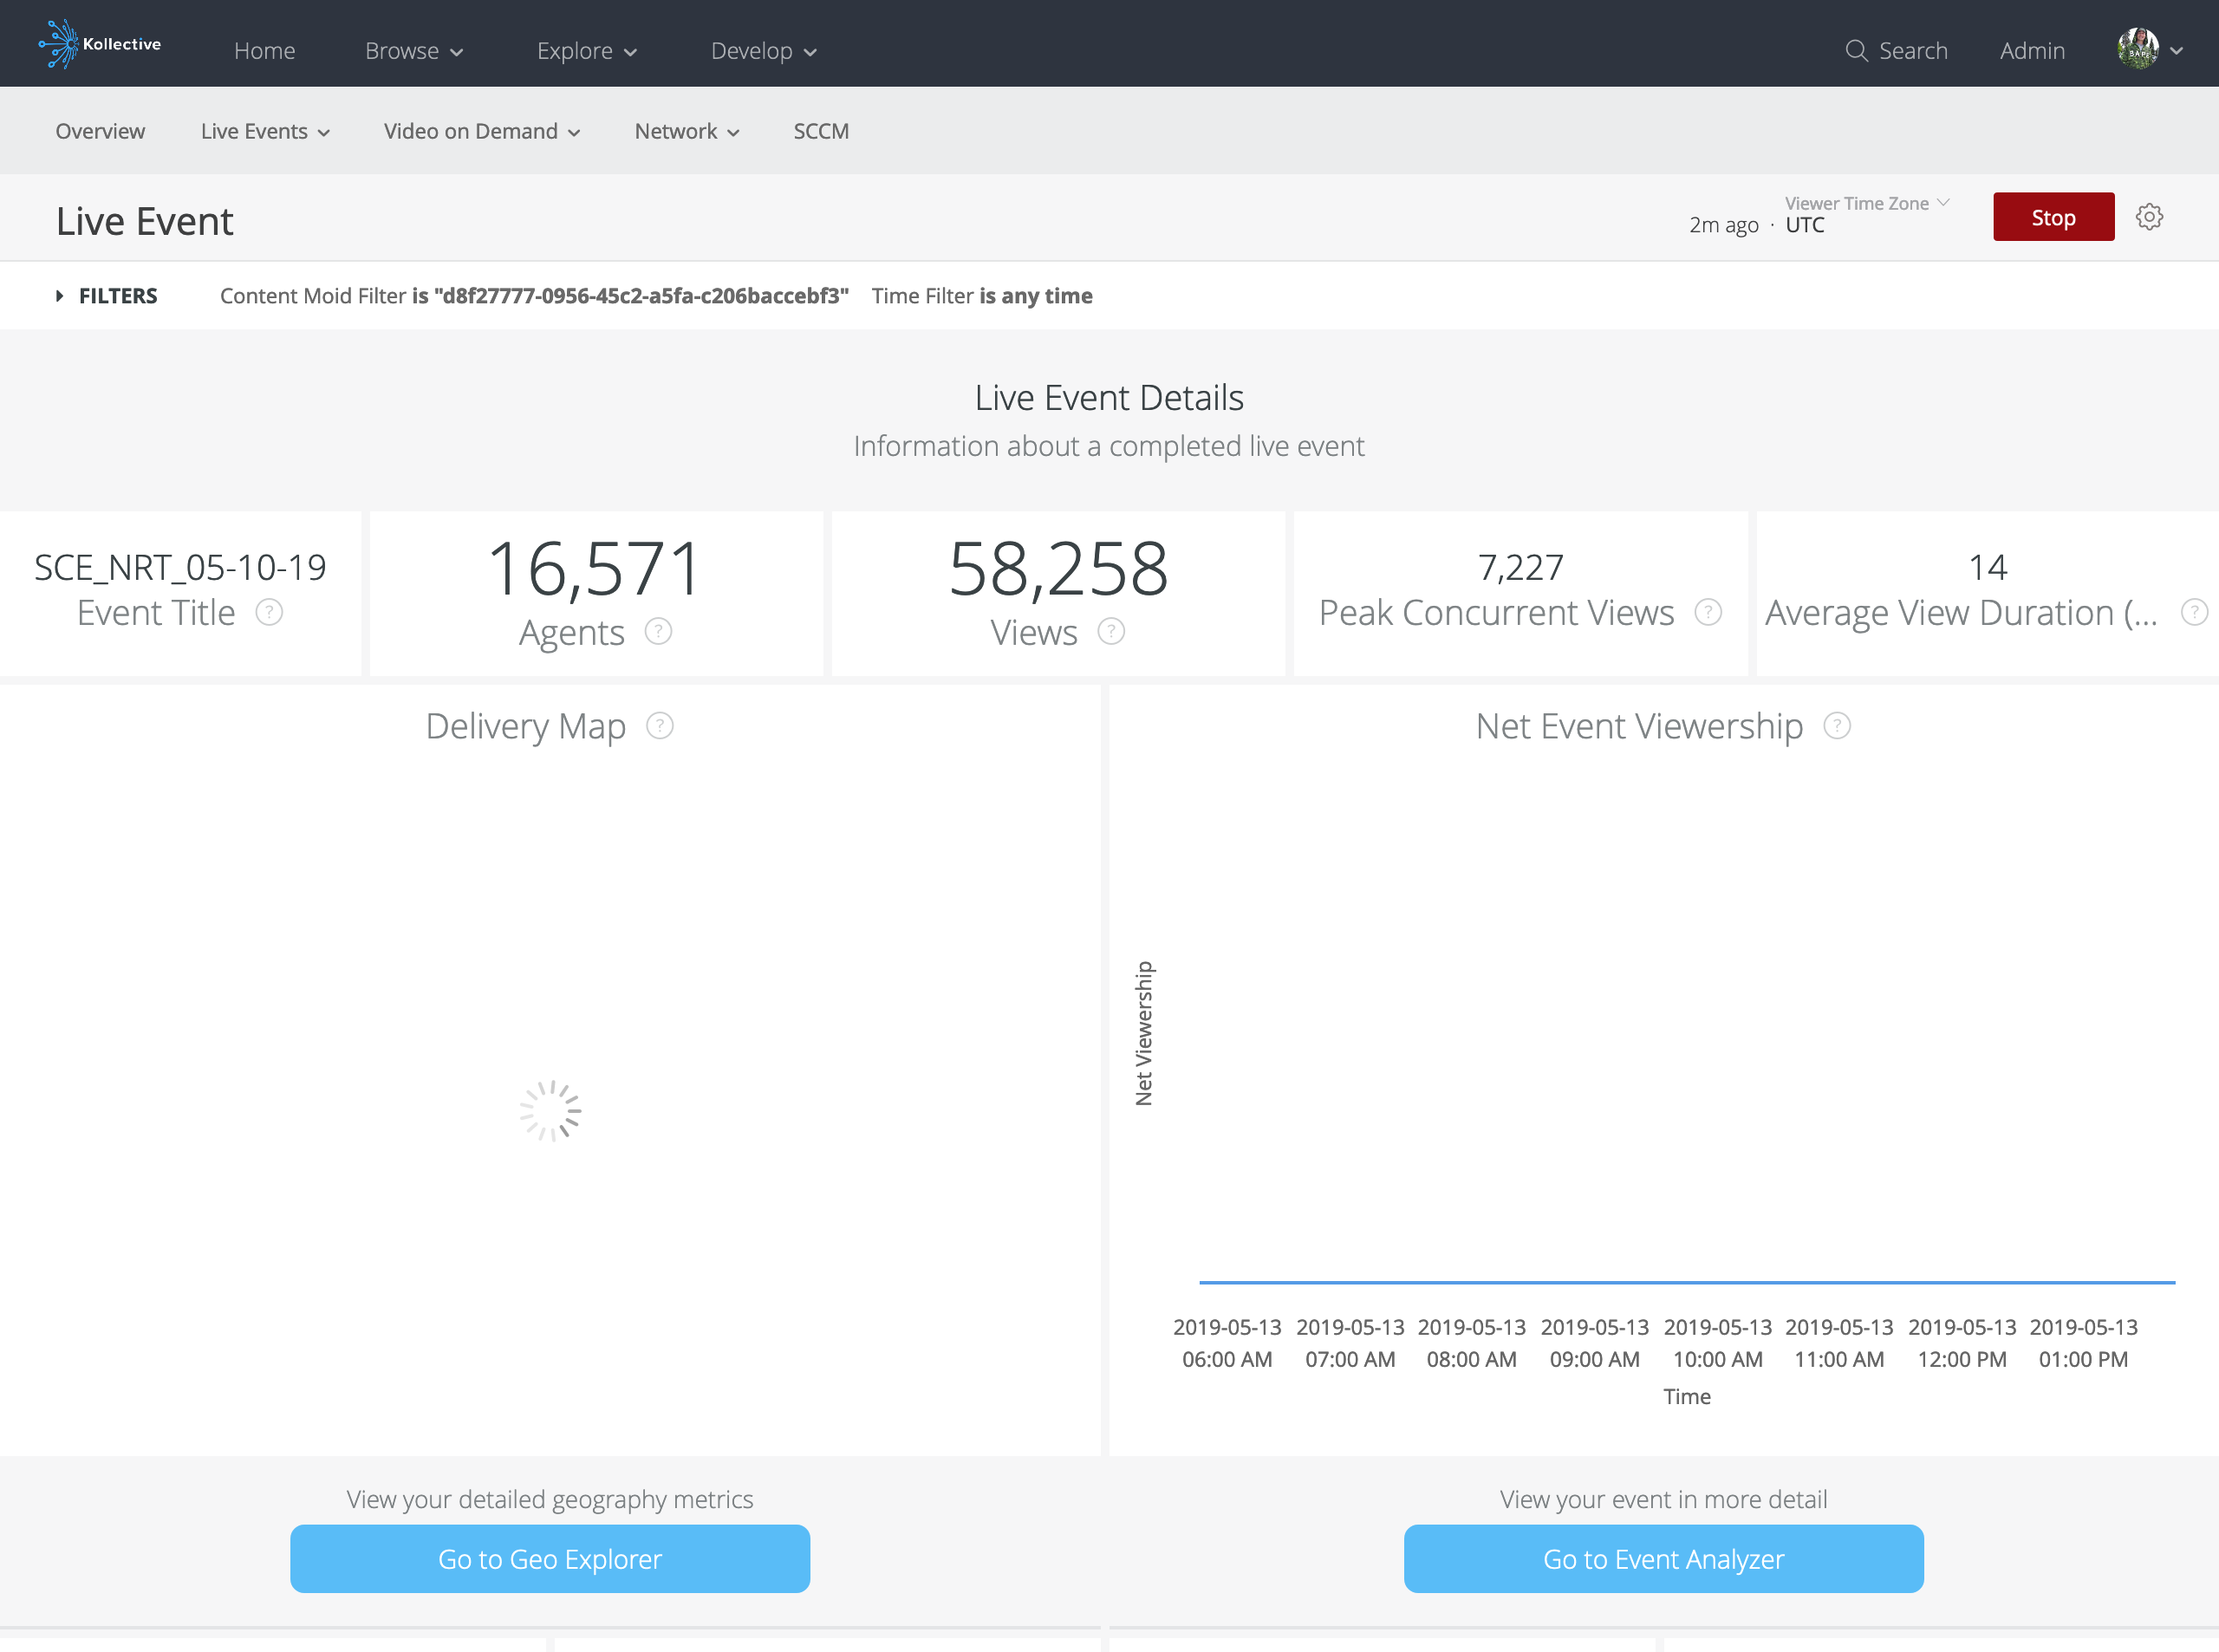 Kollective
Home
Browse
Explore
Develop
Search
Admin
Overview
Live Events
Video on Demand
Network
SCCM
Live Event
2m ago · UTC
Viewer Time Zone
Stop
FILTERS
Content Moid Filter is "d8f27777-0956-45c2-a5fa-c206baccebf3" Time Filter is any time
Live Event Details
Information about a completed live event
SCE_NRT_05-10-19
Event Title ?
16,571
Agents ?
58,258
Views ?
7,227
Peak Concurrent Views ?
14
Average View Duration (... ?
Delivery Map ?
Net Event Viewership ?
Net Viewership
2019-05-13 2019-05-13 2019-05-13 2019-05-13 2019-05-13 2019-05-13 2019-05-13 2019-05-13
06:00 AM 07:00 AM 08:00 AM 09:00 AM 10:00 AM 11:00 AM 12:00 PM 01:00 PM
Time
View your detailed geography metrics
Go to Geo Explorer
View your event in more detail
Go to Event Analyzer